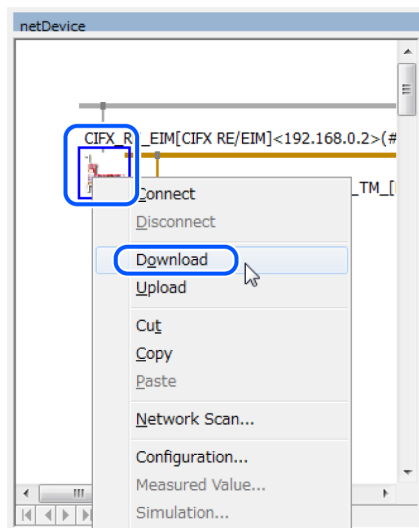 netDevice
CIFX_R _EIM[CIFX RE/EIM]<192.168.0.2>(#
_TM_[
Connect
Disconnect
Download
Upload
Cut
Copy
Paste
Network Scan...
Configuration...
Measured Value...
Simulation...